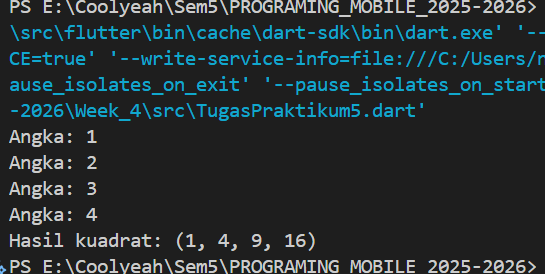 PS E:\Coolyeah\Sem5\PROGRAMING_MOBILE_2025-2026>
\src\flutter\bin\cache\dart-sdk\bin\dart.exe' '--
CE=true' '--write-service-info=file:///C:/Users/r
ause_isolates_on_exit' '--pause_isolates_on_start
-2026\Week_4\src\TugasPraktikum5.dart'
Angka: 1
Angka: 2
Angka: 3
Angka: 4
Hasil kuadrat: (1, 4, 9, 16)
PS E:\Coolyeah\Sem5\PROGRAMING_MOBILE_2025-2026>